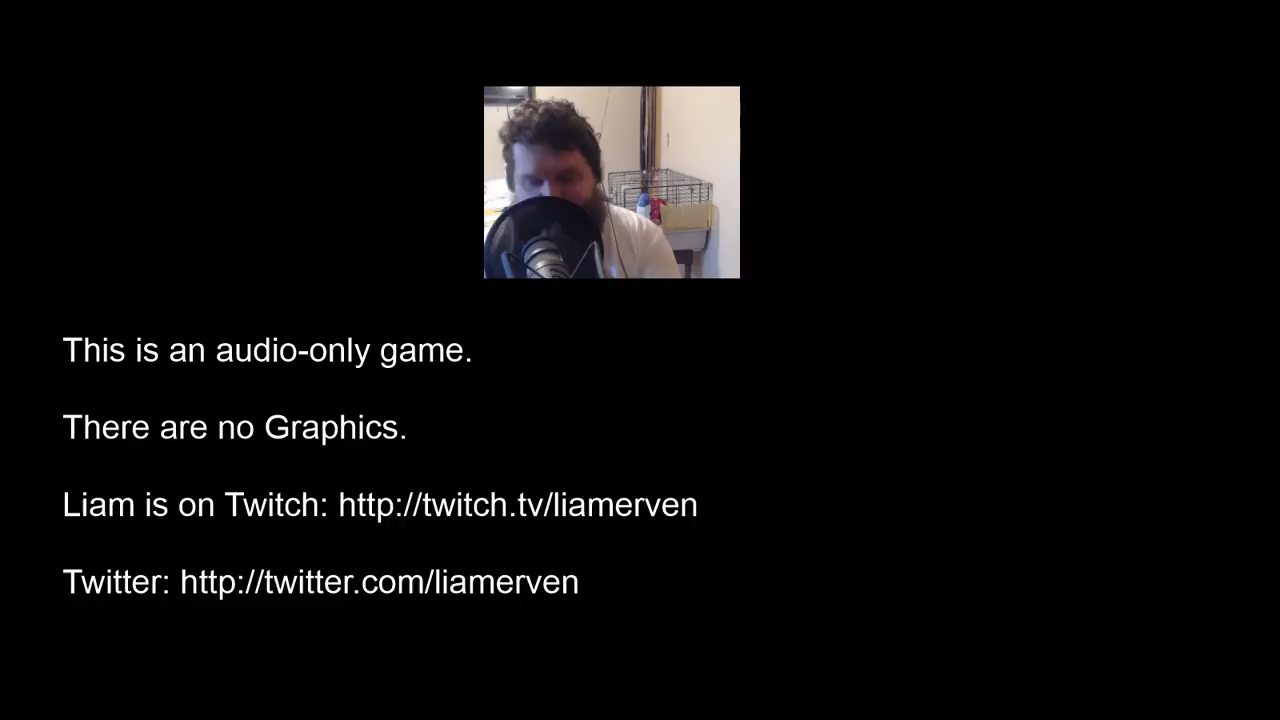 This is an audio-only game.
There are no Graphics.
Liam is on Twitch: http://twitch.tv/liamerven
Twitter: http://twitter.com/liamerven